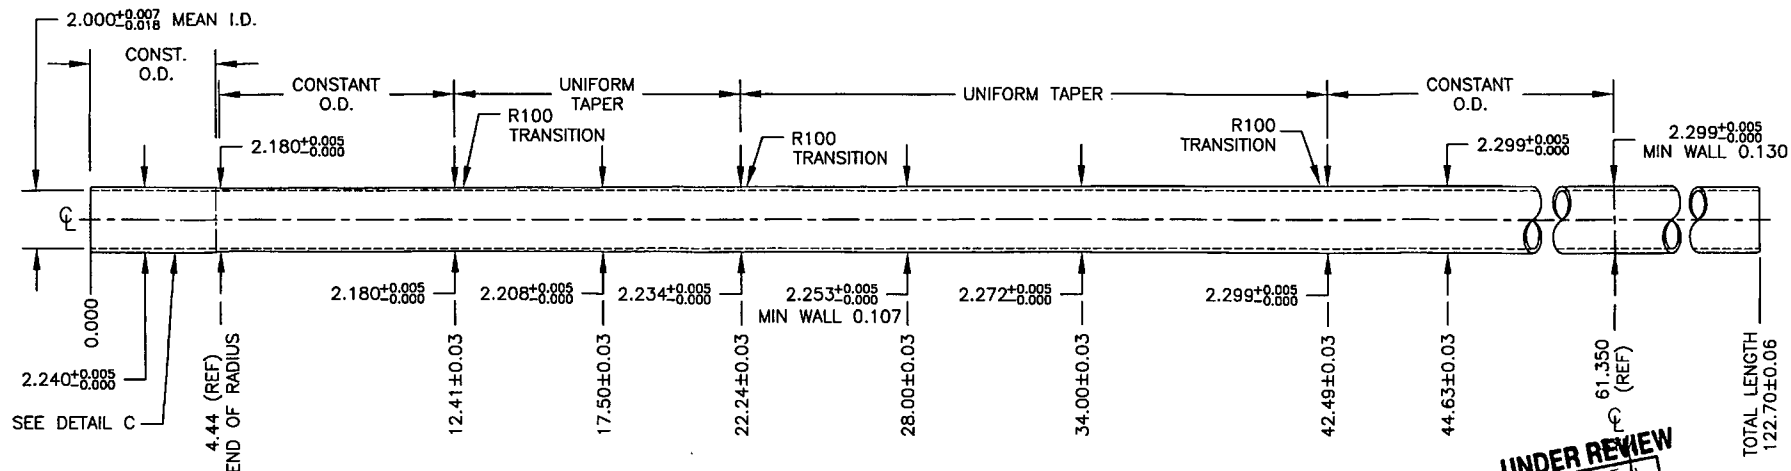 2.000+0.007 -0.018 MEAN I.D.
CONST.
O.D.
CONSTANT
O.D.
UNIFORM
TAPER
UNIFORM TAPER
CONSTANT
O.D.
R100
TRANSITION
R100
TRANSITION
R100
TRANSITION
2.180+0.005 -0.000
2.299+0.005 -0.000
2.299+0.005 -0.000
MIN WALL 0.130
℄
2.180+0.005 -0.000
2.208+0.005 -0.000
2.234+0.005 -0.000
2.253+0.005 -0.000
MIN WALL 0.107
2.272+0.005 -0.000
2.299+0.005 -0.000
2.240+0.005 -0.000
SEE DETAIL C
0.000
4.44 (REF)
END OF RADIUS
12.41±0.03
17.50±0.03
22.24±0.03
28.00±0.03
34.00±0.03
42.49±0.03
44.63±0.03
61.350
(REF)
℄
TOTAL LENGTH
122.70±0.06
UNDER REVIEW